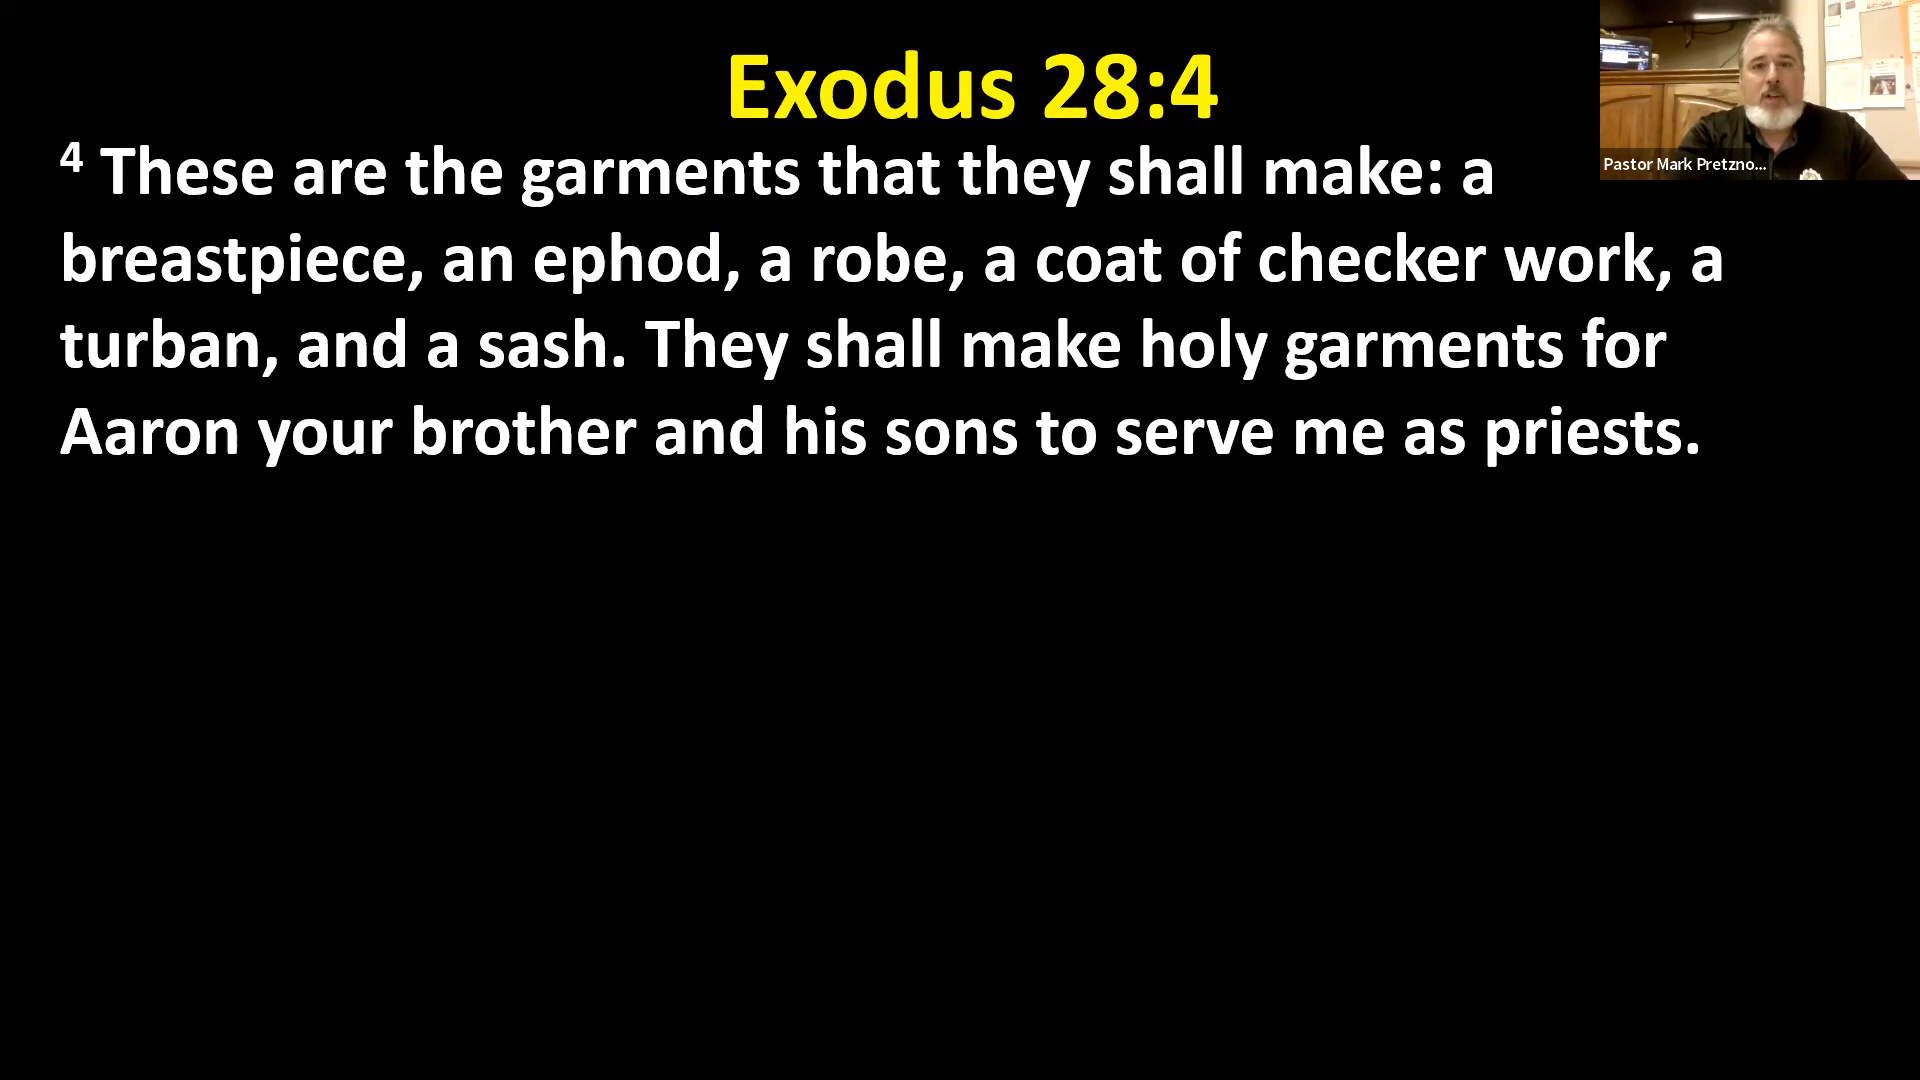 Exodus 28:4
4 These are the garments that they shall make: a
breastpiece, an ephod, a robe, a coat of checker work, a
turban, and a sash. They shall make holy garments for
Aaron your brother and his sons to serve me as priests.
Pastor Mark Pretzno...